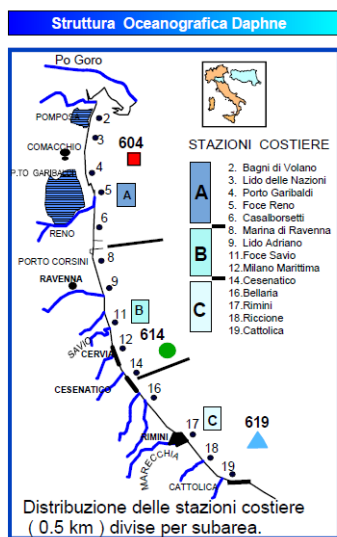 Struttura Oceanografica Daphne
Po Goro
POMPOSA
2
3
604
COMACCHIO
4
P.TO GARIBALDI
5
A
6
RENO
PORTO CORSINI
8
RAVENNA
9
11
B
SAVIO
12
CERVIA
614
14
CESENATICO
16
17
C
619
RIMINI
MARECCHIA
18
CATTOLICA
19
STAZIONI COSTIERE
A
B
C
2. Bagni di Volano
3. Lido delle Nazioni
4. Porto Garibaldi
5. Foce Reno
6. Casalborsetti
8. Marina di Ravenna
9. Lido Adriano
11.Foce Savio
12.Milano Marittima
14.Cesenatico
16.Bellaria
17.Rimini
18.Riccione
19.Cattolica
Distribuzione delle stazioni costiere
( 0.5 km ) divise per subarea.